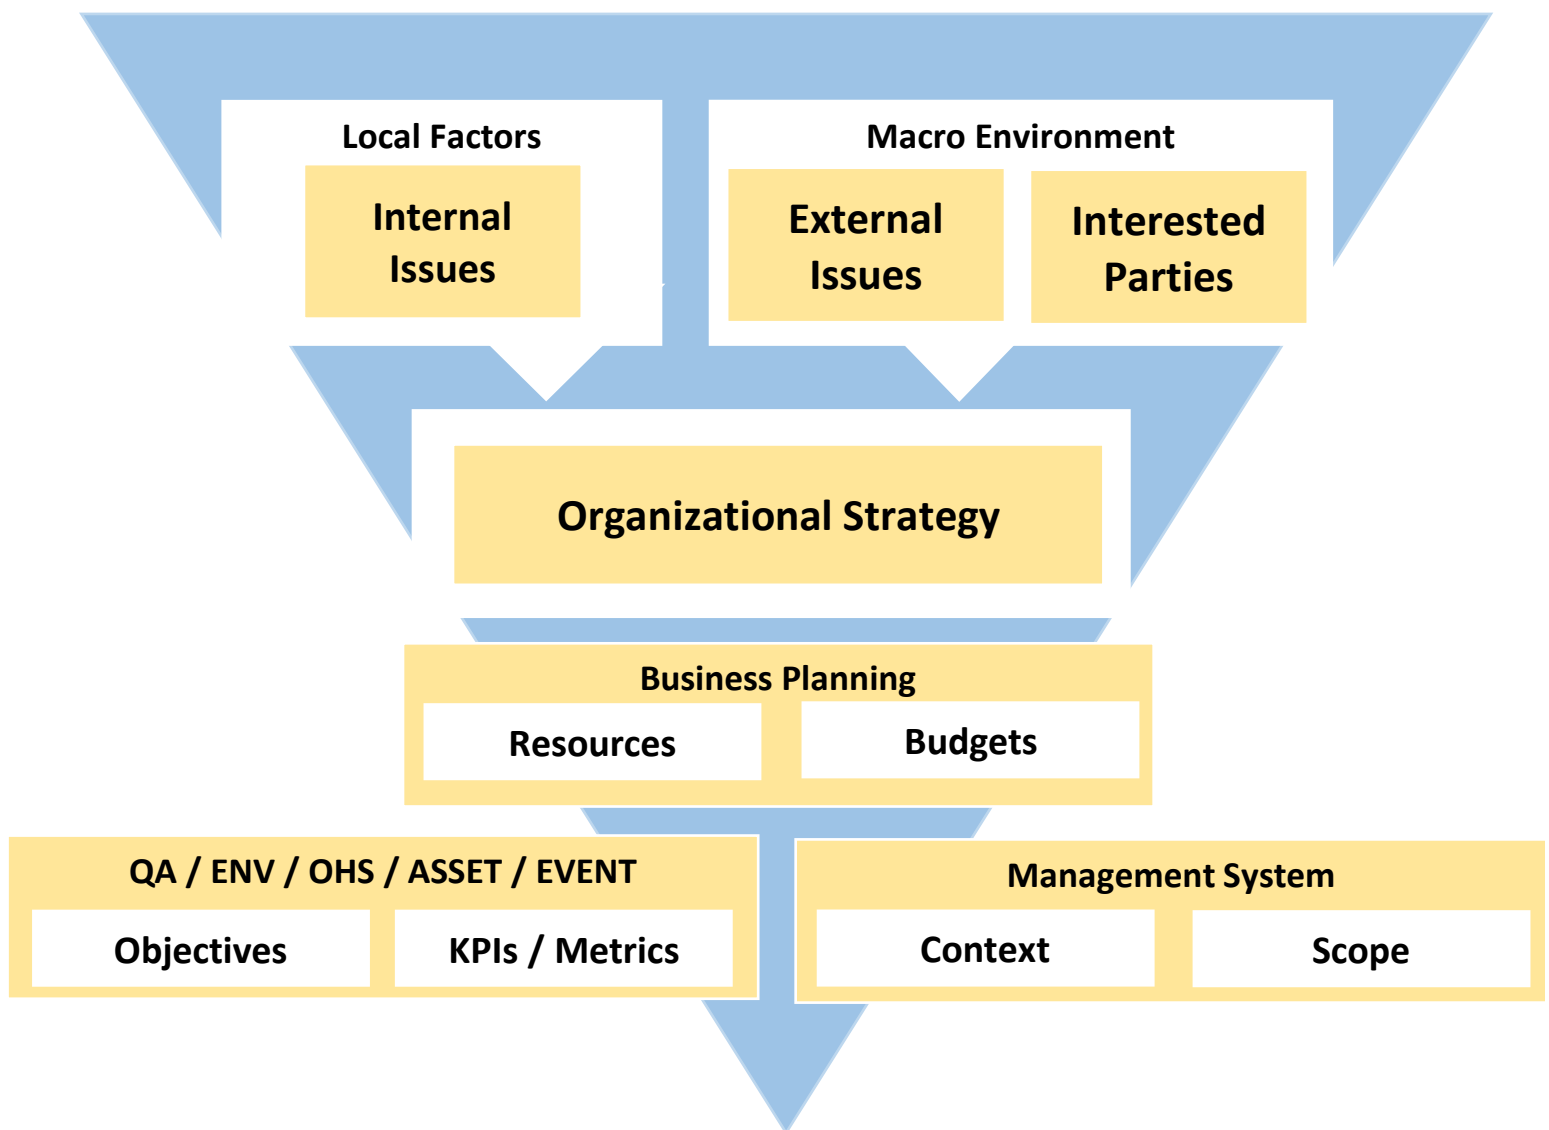 Local Factors
Internal
Issues
Macro Environment
External
Issues
Interested
Parties
Organizational Strategy
Business Planning
Resources
Budgets
QA / ENV / OHS / ASSET / EVENT
Objectives
KPIs / Metrics
Management System
Context
Scope